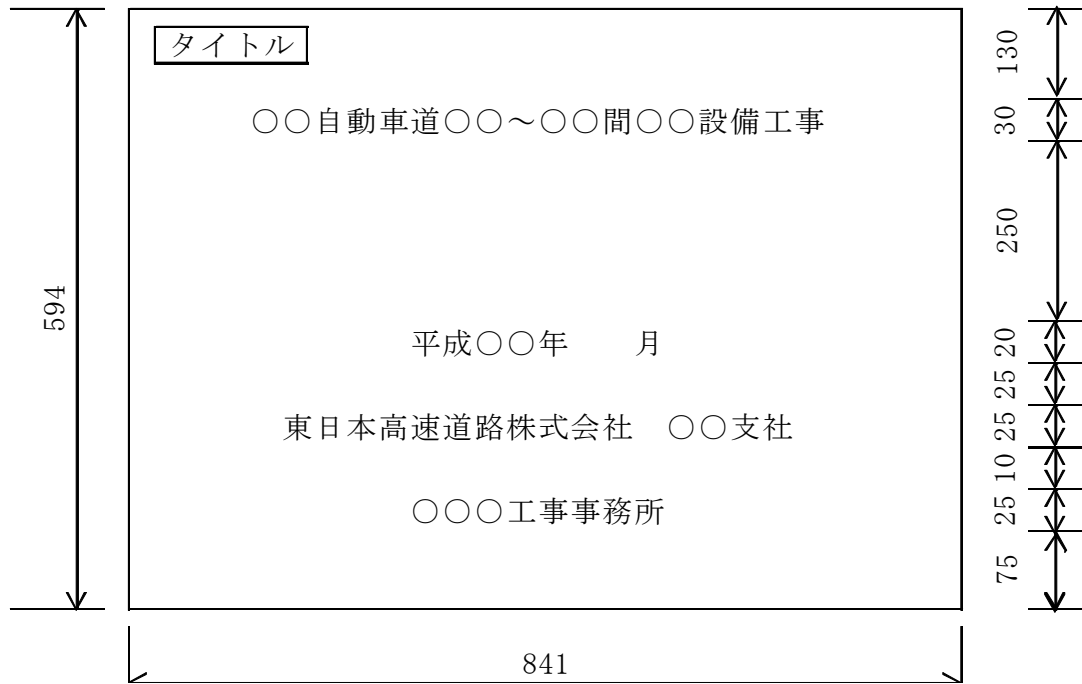 タイトル
○○自動車道○○～○○間○○設備工事
平成○○年　　月
東日本高速道路株式会社　○○支社
○○○工事事務所
594
841
130
30
250
20
25
25
10
25
75